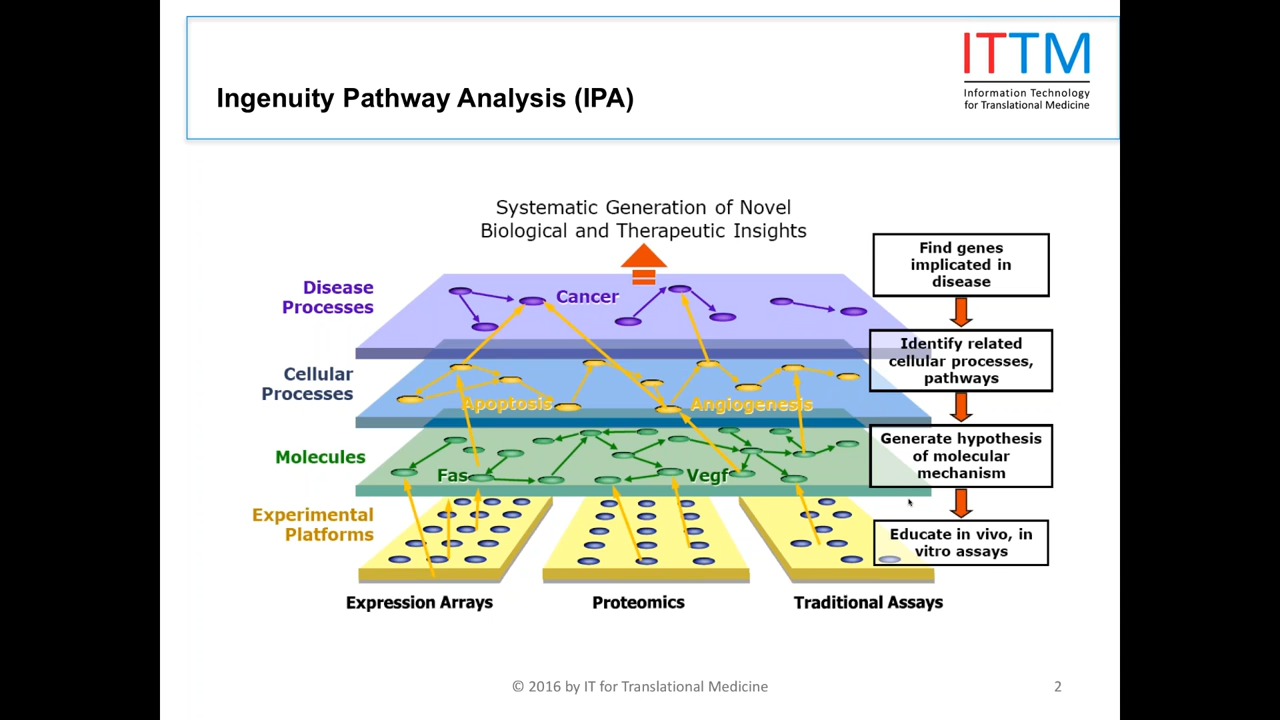 ITTM
Information Technology
for Translational Medicine
Ingenuity Pathway Analysis (IPA)
Systematic Generation of Novel
Biological and Therapeutic Insights
Disease
Processes
Cancer
Cellular
Processes
Apoptosis
Angiogenesis
Molecules
Fas
Vegf
Experimental
Platforms
Expression Arrays
Proteomics
Traditional Assays
Find genes
implicated in
disease
Identify related
cellular processes,
pathways
Generate hypothesis
of molecular
mechanism
Educate in vivo, in
vitro assays
© 2016 by IT for Translational Medicine
2